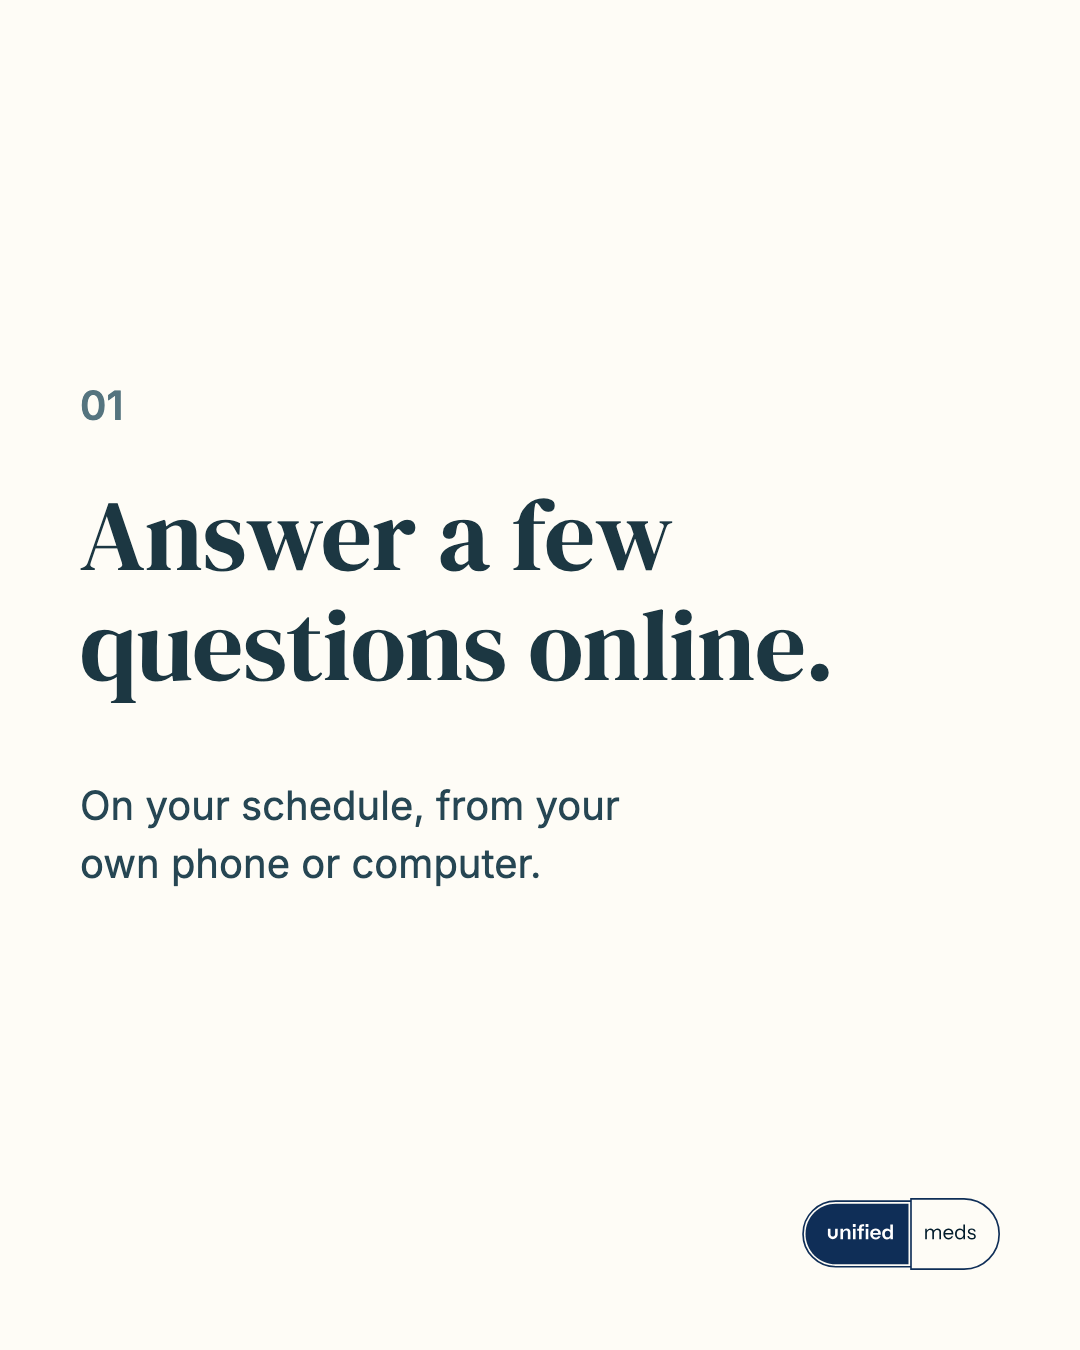 01
Answer a few
questions online.
On your schedule, from your
own phone or computer.
unified meds